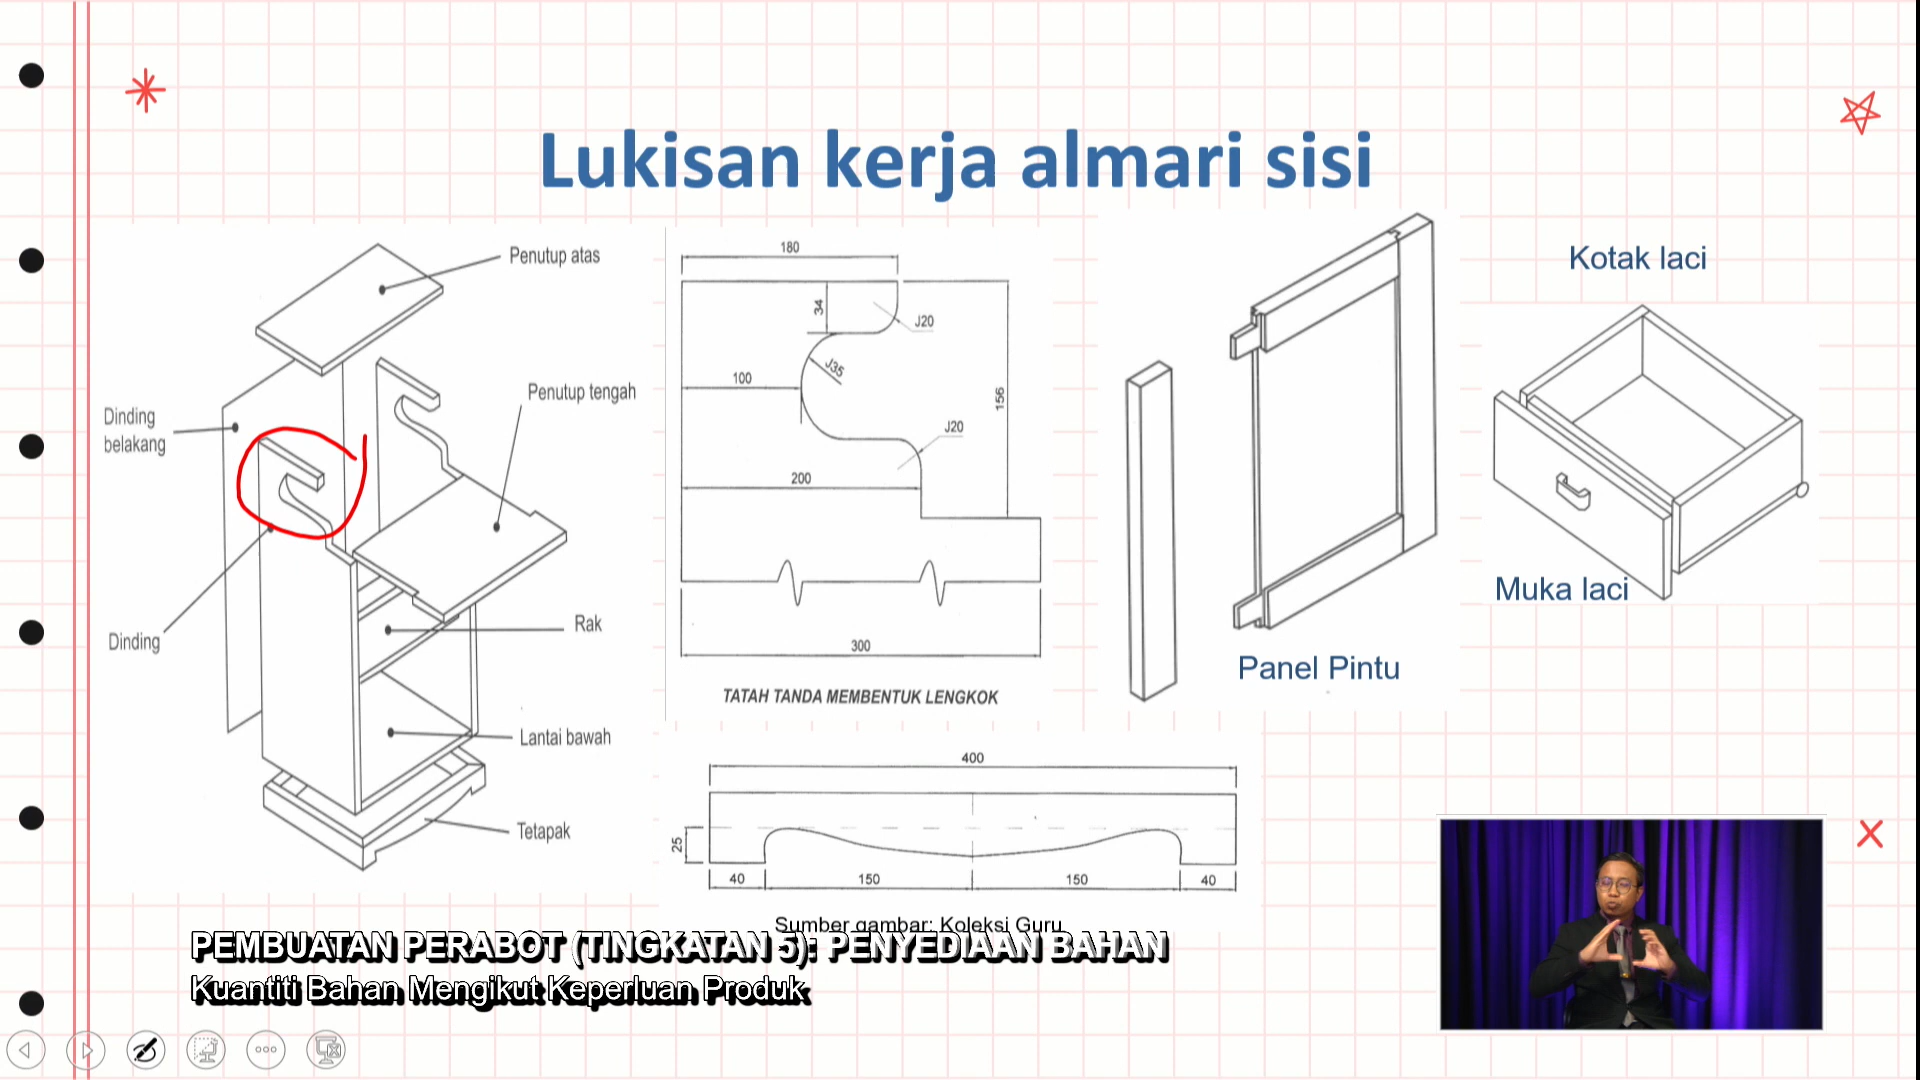 Lukisan kerja almari sisi
Penutup atas
Penutup tengah
Dinding
belakang
Dinding
Rak
Lantai bawah
Tetapak
180
34
J20
J35
100
156
J20
200
300
TATAH TANDA MEMBENTUK LENGKOK
400
25
40
150
150
40
Sumber gambar: Koleksi Guru
Panel Pintu
Kotak laci
Muka laci
PEMBUATAN PERABOT (TINGKATAN 5): PENYEDIAAN BAHAN
Kuantiti Bahan Mengikut Keperluan Produk